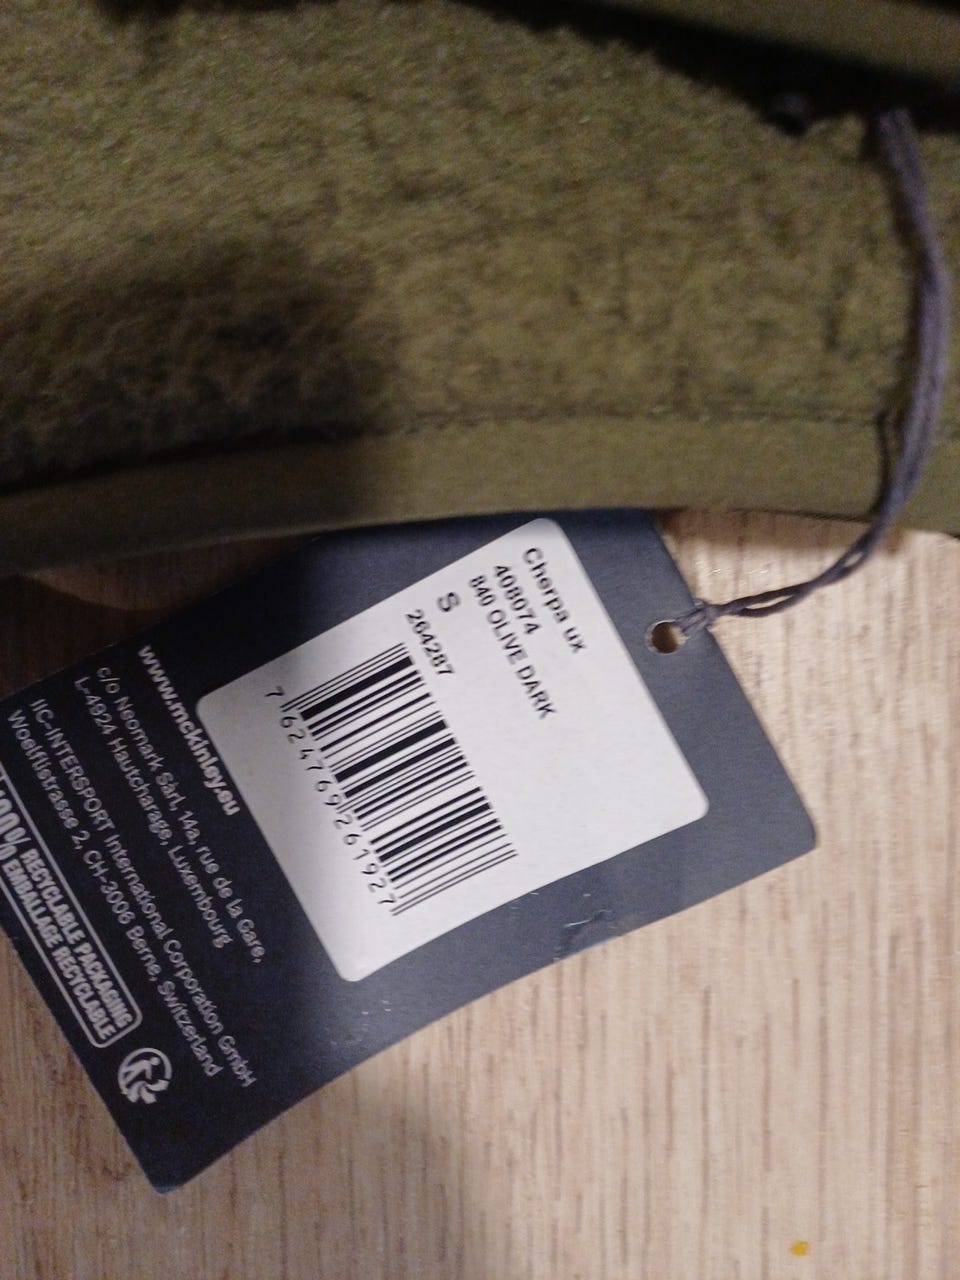 Cherpa ux
408074
840 OLIVE DARK
S
264287
7 624769 261927
www.mckinley.eu
c/o Neomark Sàrl, 14a, rue de la Gare,
L-4924 Hautcharage, Luxembourg
IIC-INTERSPORT International Corporation GmbH
Woelflistrasse 2, CH-3006 Berne, Switzerland
RECYCLABLE PACKAGING
EMBALLAGE RECYCLABLE